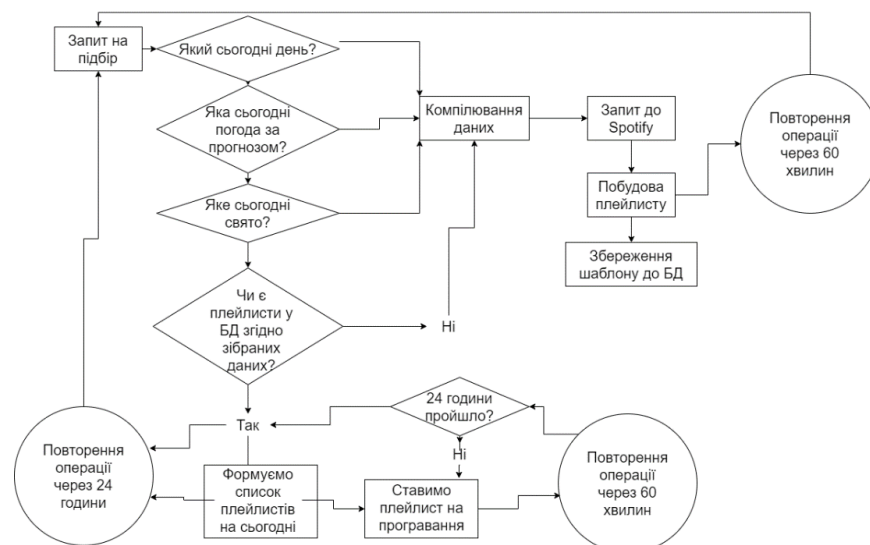 Запит на
підбір
Який сьогодні день?
Яка сьогодні
погода за
прогнозом?
Компілювання
даних
Запит до
Spotify
Повторення
операції
через 60
хвилин
Побудова
плейлисту
Яке сьогодні
свято?
Збереження
шаблону до БД
Чи є
плейлисти у
БД згідно
зібраних
даних?
Ні
24 години
пройшло?
Так
Ні
Повторення
операції
через 24
години
Формуємо
список
плейлистів
на сьогодні
Ставимо
плейлист на
програвання
Повторення
операції
через 60
хвилин